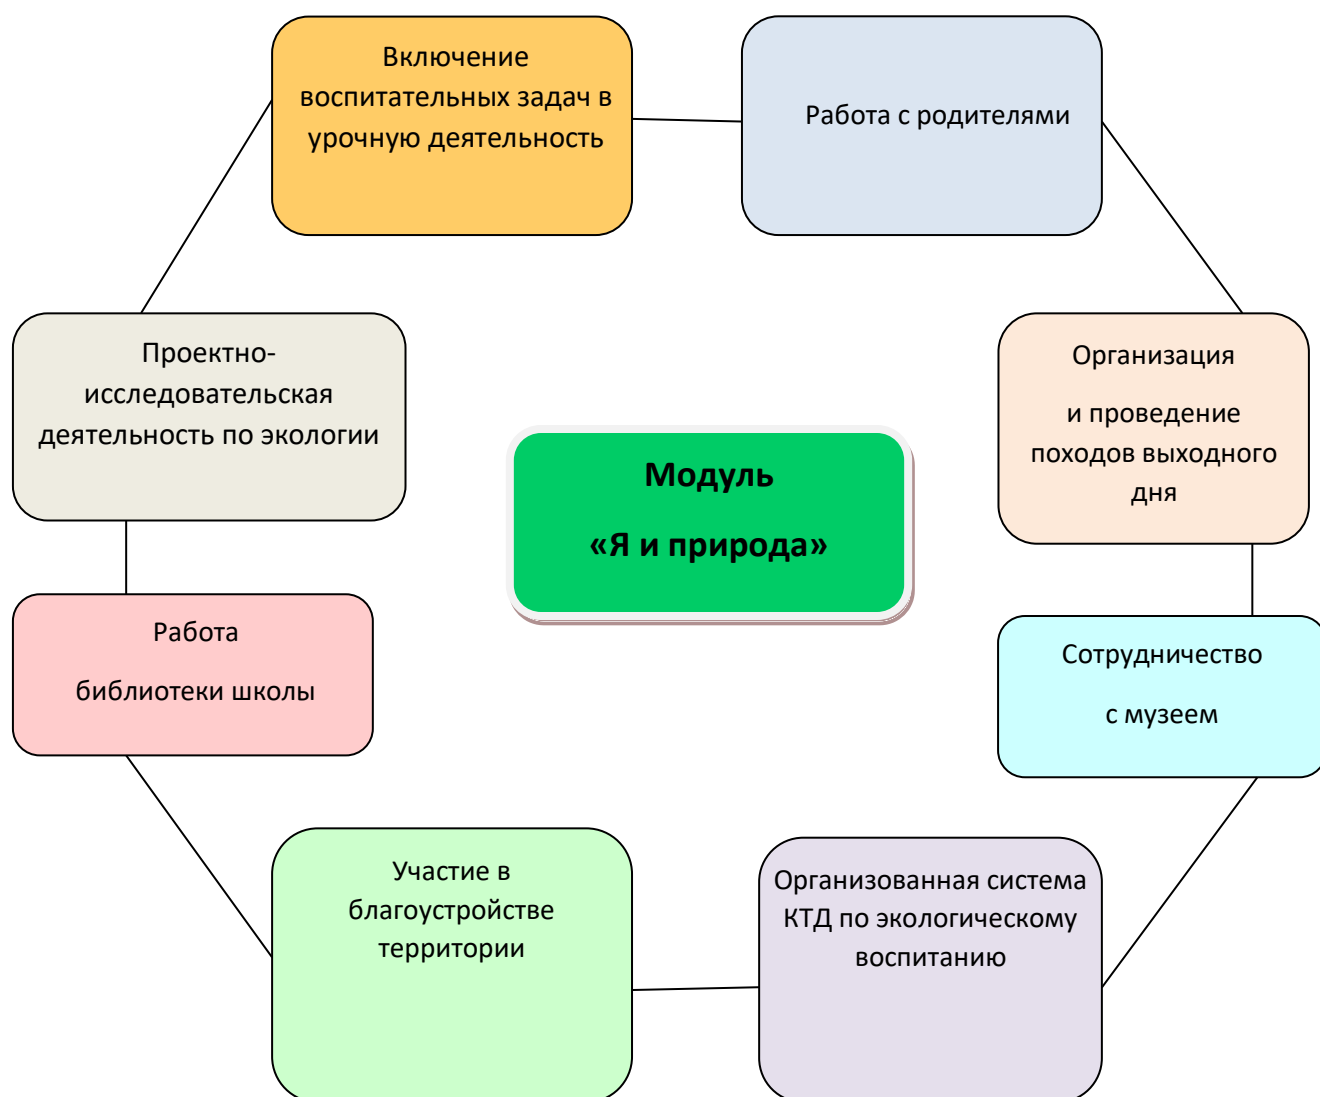 Включение
воспитательных задач в
урочную деятельность
Работа с родителями
Проектно-
исследовательская
деятельность по экологии
Организация
и проведение
походов выходного
дня
Модуль
«Я и природа»
Работа
библиотеки школы
Сотрудничество
с музеем
Участие в
благоустройстве
территории
Организованная система
КТД по экологическому
воспитанию